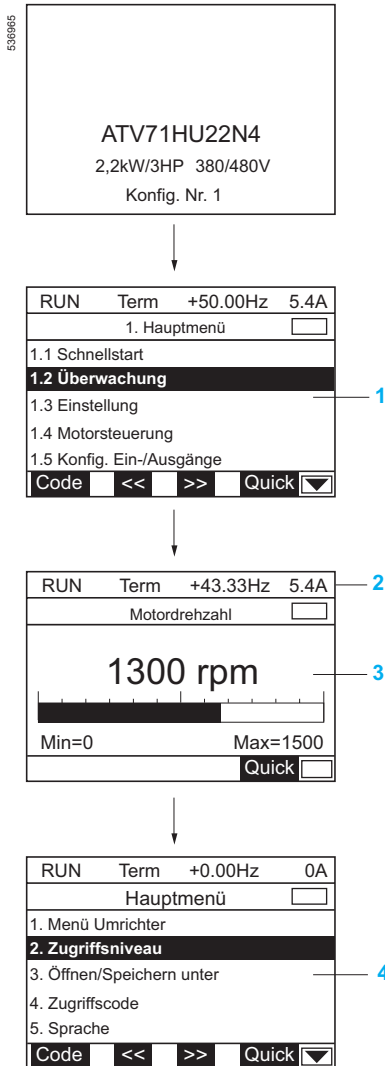 536965
ATV71HU22N4
2,2kW/3HP 380/480V
Konfig. Nr. 1
RUN Term +50.00Hz 5.4A
1. Hauptmenü
1.1 Schnellstart
1.2 Überwachung
1
1.3 Einstellung
1.4 Motorsteuerung
1.5 Konfig. Ein-/Ausgänge
Code << >> Quick
RUN Term +43.33Hz 5.4A
2
Motordrehzahl
1300 rpm
3
Min=0 Max=1500
Quick
RUN Term +0.00Hz 0A
Hauptmenü
1. Menü Umrichter
2. Zugriffsniveau
3. Öffnen/Speichern unter
4
4. Zugriffscode
5. Sprache
Code << >> Quick